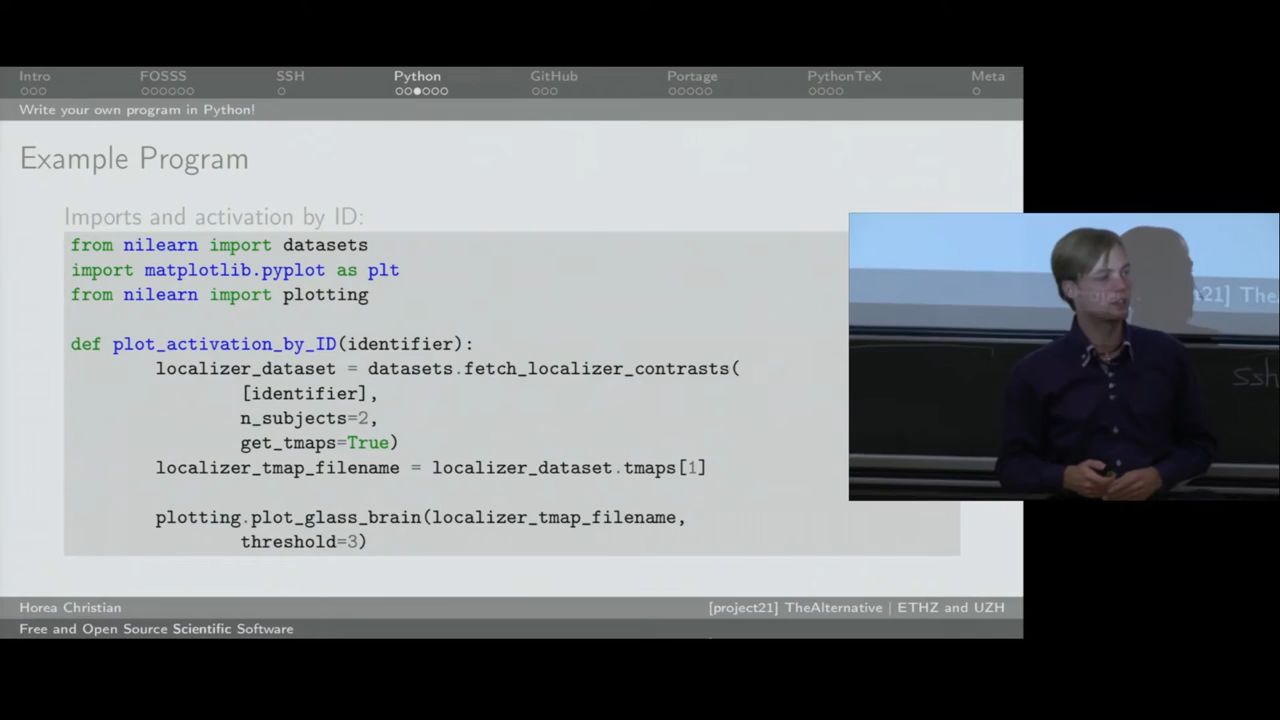 Intro FOSSS SSH Python GitHub Portage PythonTeX Meta
Write your own program in Python!
Example Program
Imports and activation by ID:
from nilearn import datasets
import matplotlib.pyplot as plt
from nilearn import plotting
def plot_activation_by_ID(identifier):
localizer_dataset = datasets.fetch_localizer_contrasts(
[identifier],
n_subjects=2,
get_tmaps=True)
localizer_tmap_filename = localizer_dataset.tmaps[1]
plotting.plot_glass_brain(localizer_tmap_filename,
threshold=3)
21] The
ssh
Horea Christian [project21] TheAlternative | ETHZ and UZH
Free and Open Source Scientific Software